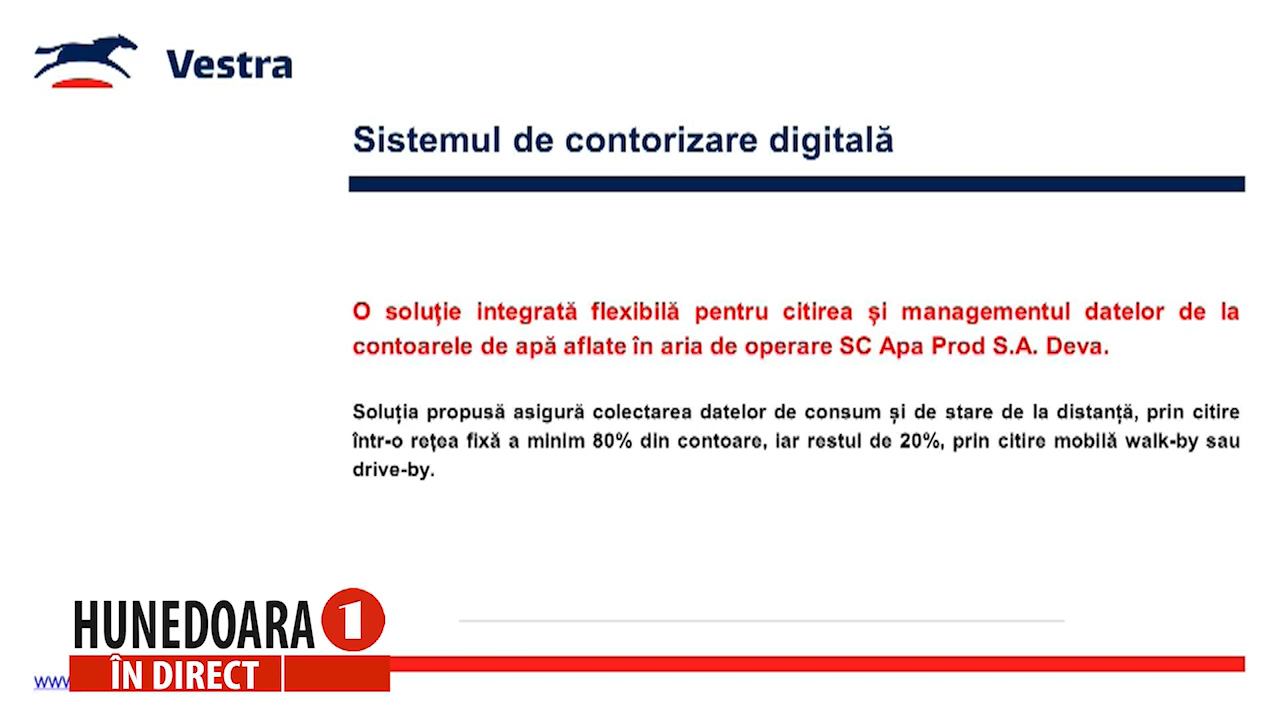 Vestra
Sistemul de contorizare digitală
O soluție integrată flexibilă pentru citirea și managementul datelor de la
contoarele de apă aflate în aria de operare SC Apa Prod S.A. Deva.
Soluția propusă asigură colectarea datelor de consum și de stare de la distanță, prin citire
într-o rețea fixă a minim 80% din contoare, iar restul de 20%, prin citire mobilă walk-by sau
drive-by.
HUNEDOARA 1
ÎN DIRECT
www